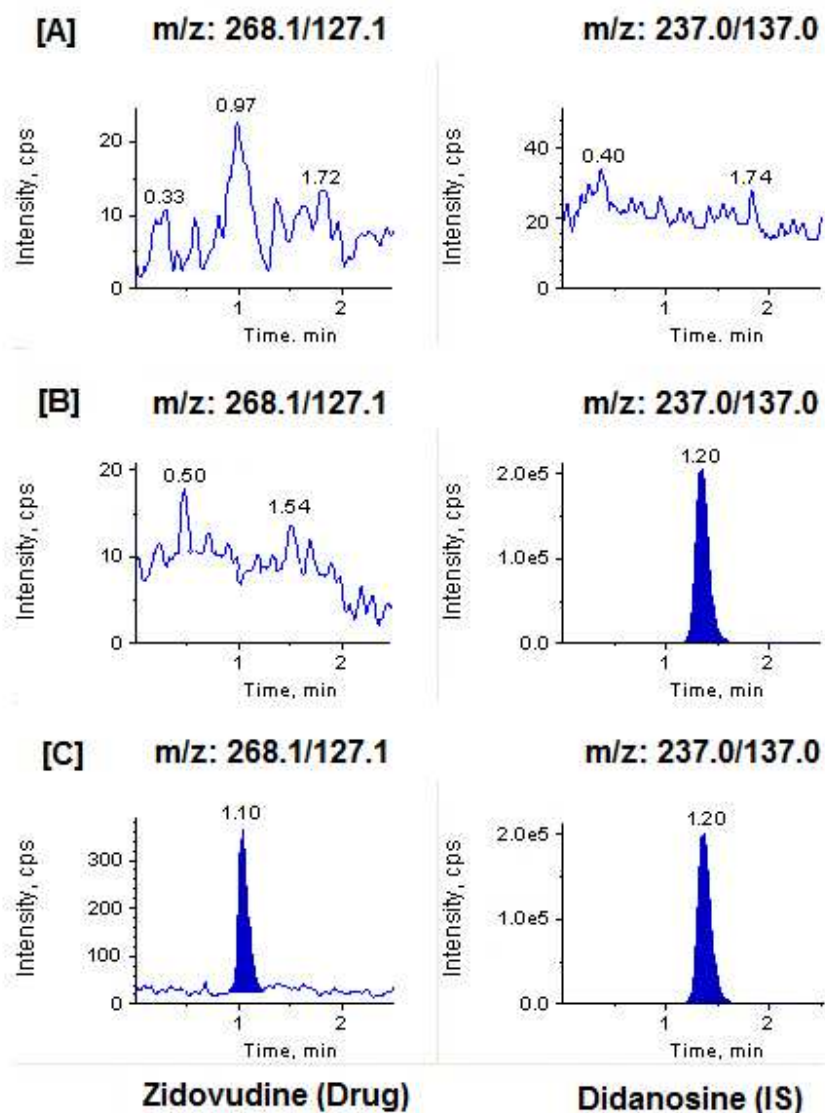 [A] m/z: 268.1/127.1 m/z: 237.0/137.0
Intensity, cps
20
10
0
0.33
0.97
1.72
1 2
Time. min
Intensity, cps
40
20
0
0.40
1.74
1 2
Time. min
[B] m/z: 268.1/127.1 m/z: 237.0/137.0
Intensity, cps
20
10
0
0.50
1.54
1 2
Time, min
Intensity, cps
2.0e5
1.0e5
0.0
1.20
1 2
Time, min
[C] m/z: 268.1/127.1 m/z: 237.0/137.0
Intensity, cps
300
200
100
0
1.10
1 2
Time, min
Intensity, cps
2.0e5
1.0e5
0.0
1.20
1 2
Time, min
Zidovudine (Drug) Didanosine (IS)